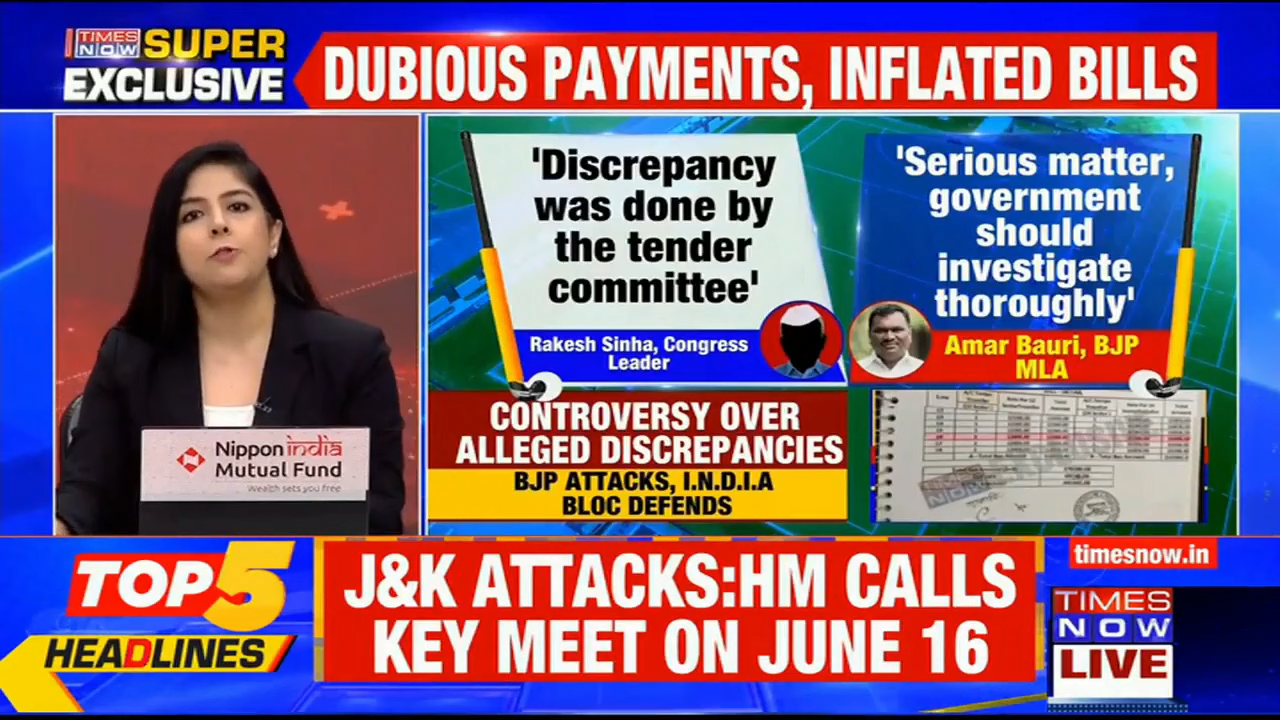 TIMES NOW SUPER
EXCLUSIVE
DUBIOUS PAYMENTS, INFLATED BILLS
'Discrepancy
was done by
the tender
committee'
Rakesh Sinha, Congress
Leader
'Serious matter,
government
should
investigate
thoroughly'
Amar Bauri, BJP
MLA
CONTROVERSY OVER
ALLEGED DISCREPANCIES
BJP ATTACKS, I.N.D.I.A
BLOC DEFENDS
Nippon india
Mutual Fund
Wealth sets you free
TOP 5
HEADLINES
J&K ATTACKS:HM CALLS
KEY MEET ON JUNE 16
timesnow.in
TIMES
NOW
LIVE